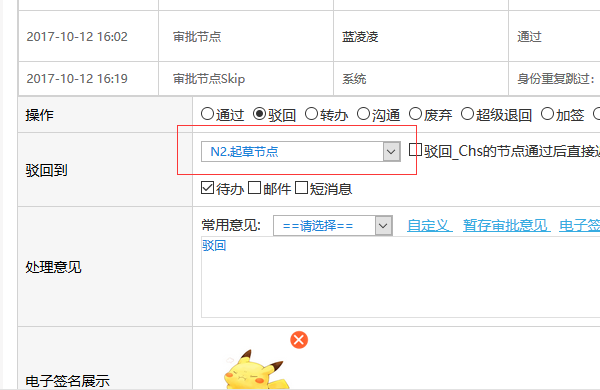 2017-10-12 16:02 审批节点 蓝凌凌 通过
2017-10-12 16:19 审批节点Skip 系统 身份重复跳过:
操作 通过 驳回 转办 沟通 废弃 超级退回 加签
驳回到 N2.起草节点 驳回_Chs的节点通过后直接返
待办 邮件 短消息
常用意见: ==请选择== 自定义 暂存审批意见 电子签
处理意见 驳回
电子签名展示